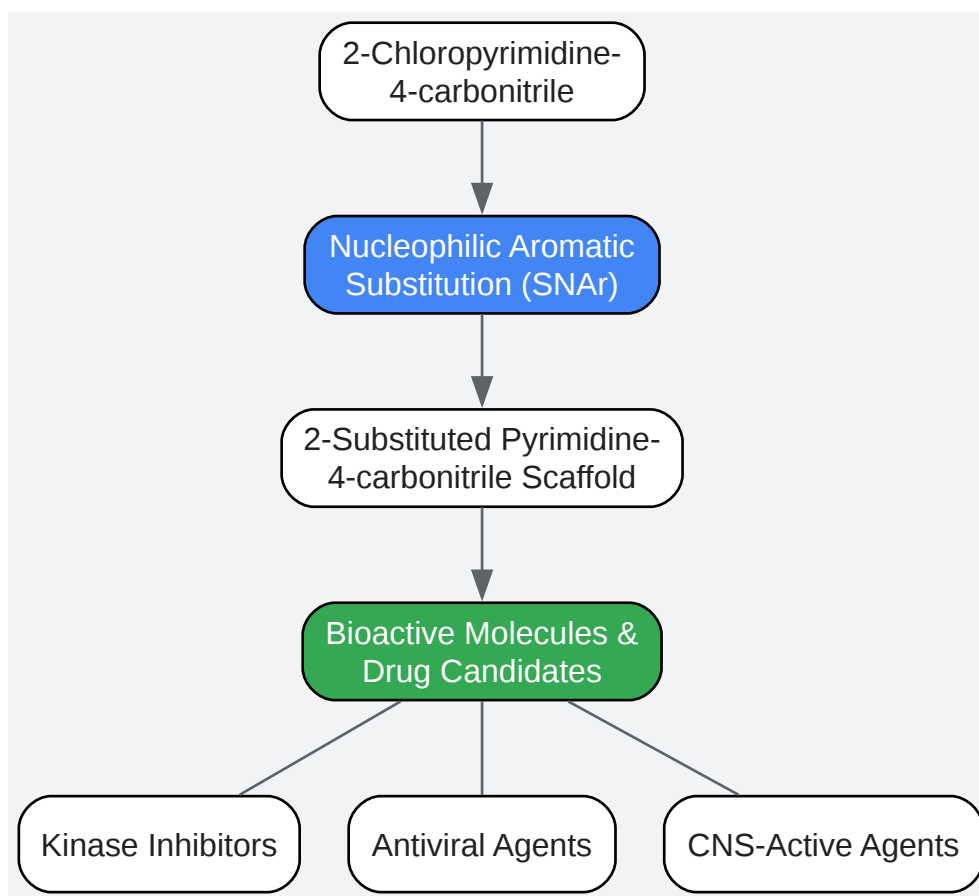 2-Chloropyrimidine-
4-carbonitrile
Nucleophilic Aromatic
Substitution (SNAr)
2-Substituted Pyrimidine-
4-carbonitrile Scaffold
Bioactive Molecules &
Drug Candidates
Kinase Inhibitors
Antiviral Agents
CNS-Active Agents